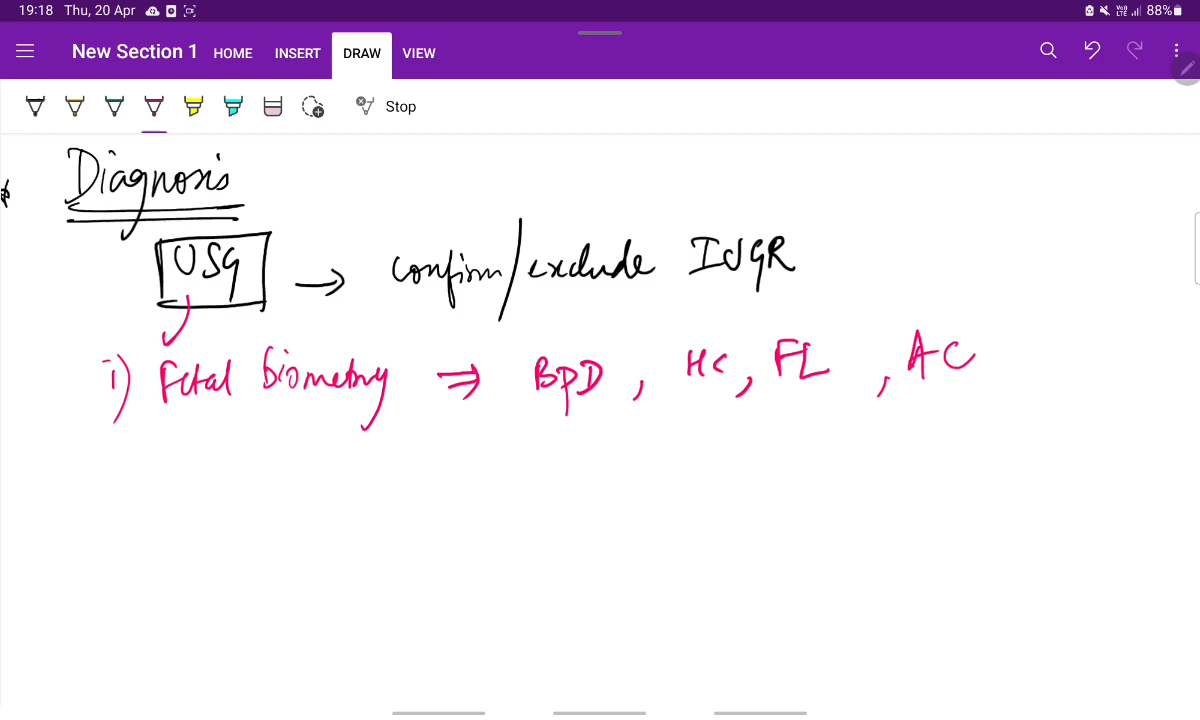 19:18 Thu, 20 Apr 88%
New Section 1 HOME INSERT DRAW VIEW
Stop
Diagnosis
USG → confirm/exclude IUGR
i) Fetal biometry ⇒ BPD, HC, FL, AC